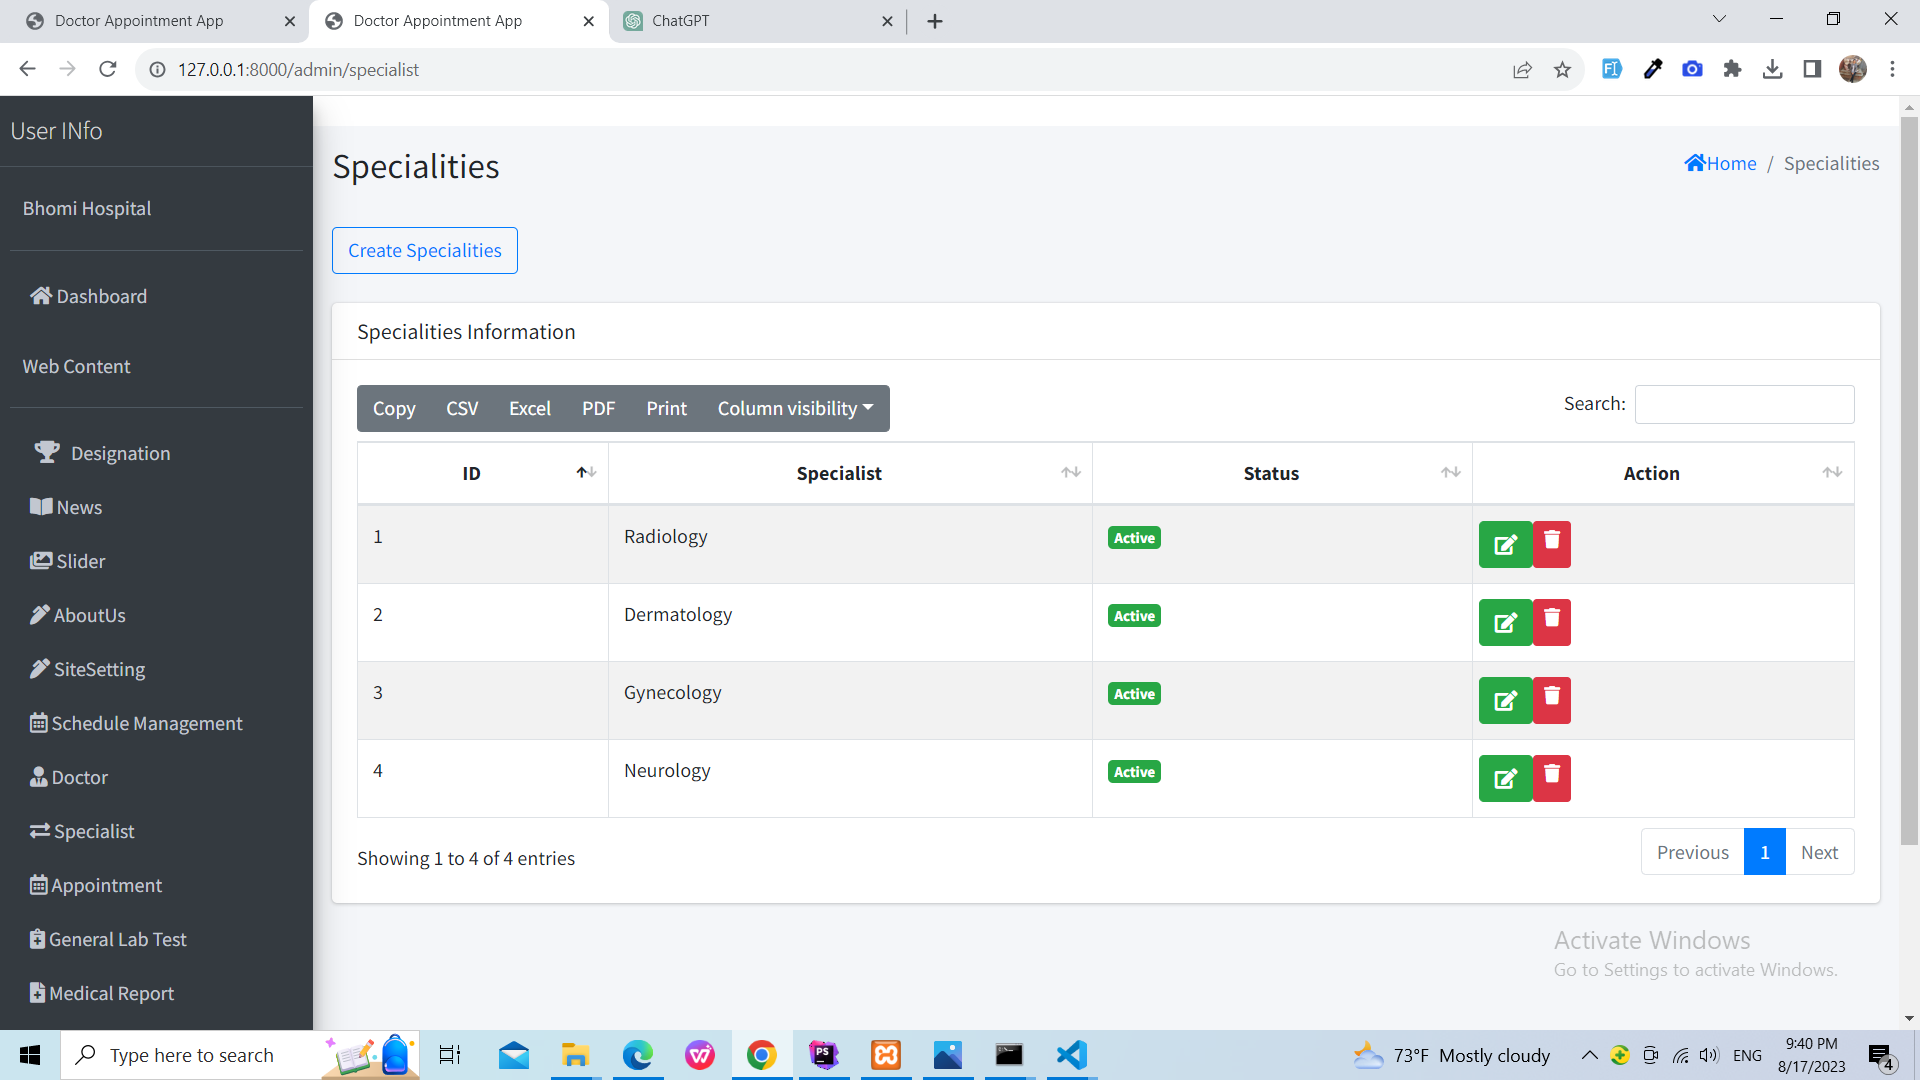 Doctor Appointment App
Doctor Appointment App
ChatGPT
127.0.0.1:8000/admin/specialist
User INfo
Bhomi Hospital
Dashboard
Web Content
Designation
News
Slider
AboutUs
SiteSetting
Schedule Management
Doctor
Specialist
Appointment
General Lab Test
Medical Report
Specialities
Home / Specialities
Create Specialities
Specialities Information
Copy CSV Excel PDF Print Column visibility
Search:
ID Specialist Status Action
1 Radiology Active
2 Dermatology Active
3 Gynecology Active
4 Neurology Active
Showing 1 to 4 of 4 entries
Previous 1 Next
Activate Windows
Go to Settings to activate Windows.
Type here to search
73°F Mostly cloudy
ENG
9:40 PM
8/17/2023
4